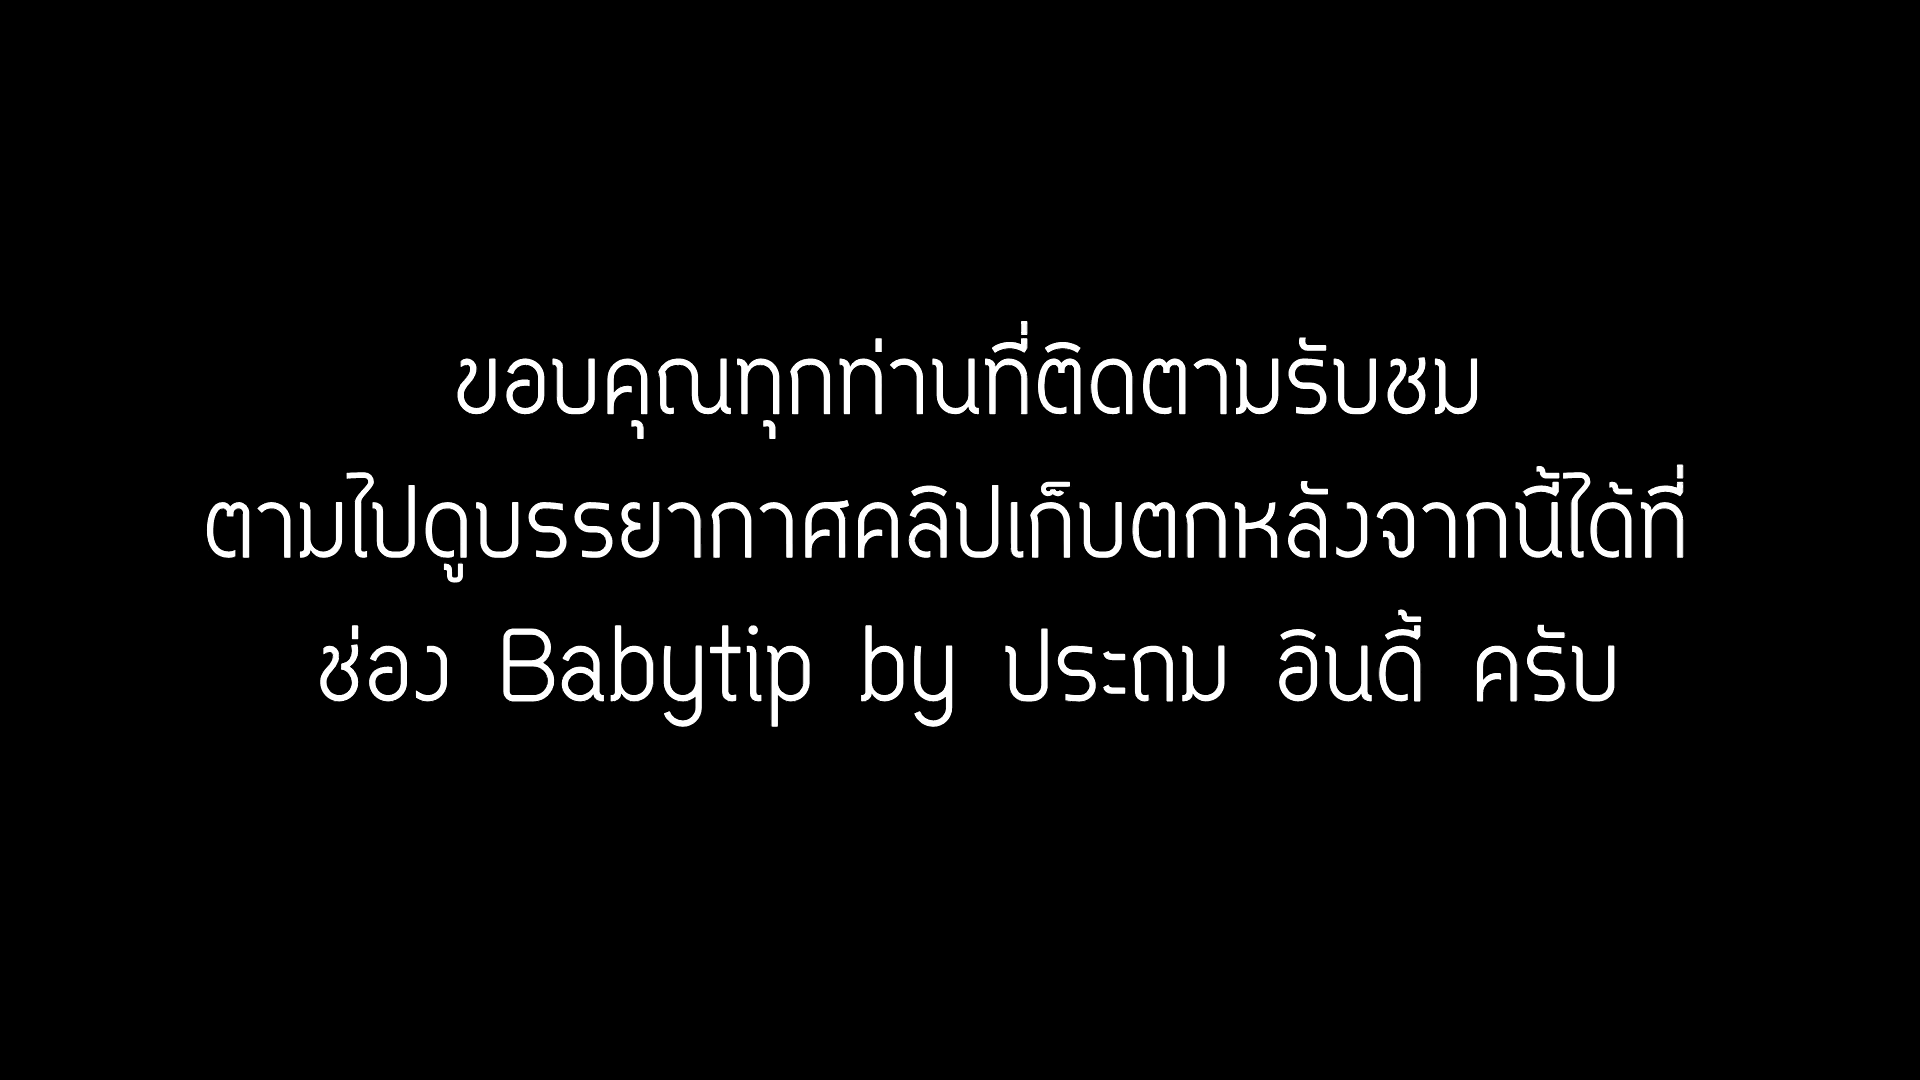 ขอบคุณทุกท่านที่ติดตามรับชม
ตามไปดูบรรยากาศคลิปเก็บตกหลังจากนี้ได้ที่
ช่อง Babytip by ประถม อินดี้ ครับ